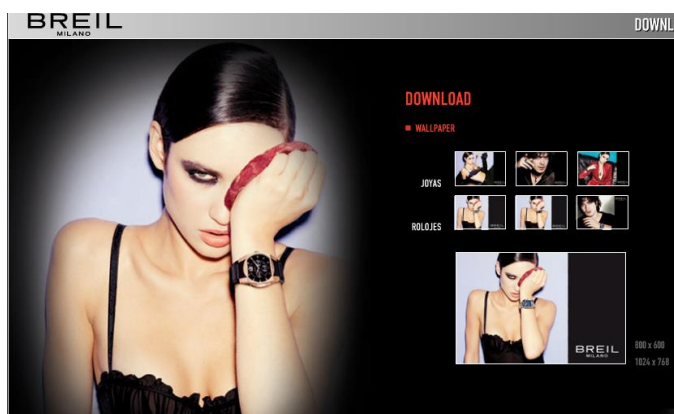 BREIL
MILANO
DOWNL
DOWNLOAD
WALLPAPER
JOYAS
ROLOJES
BREIL
MILANO
800 x 600
1024 x 768